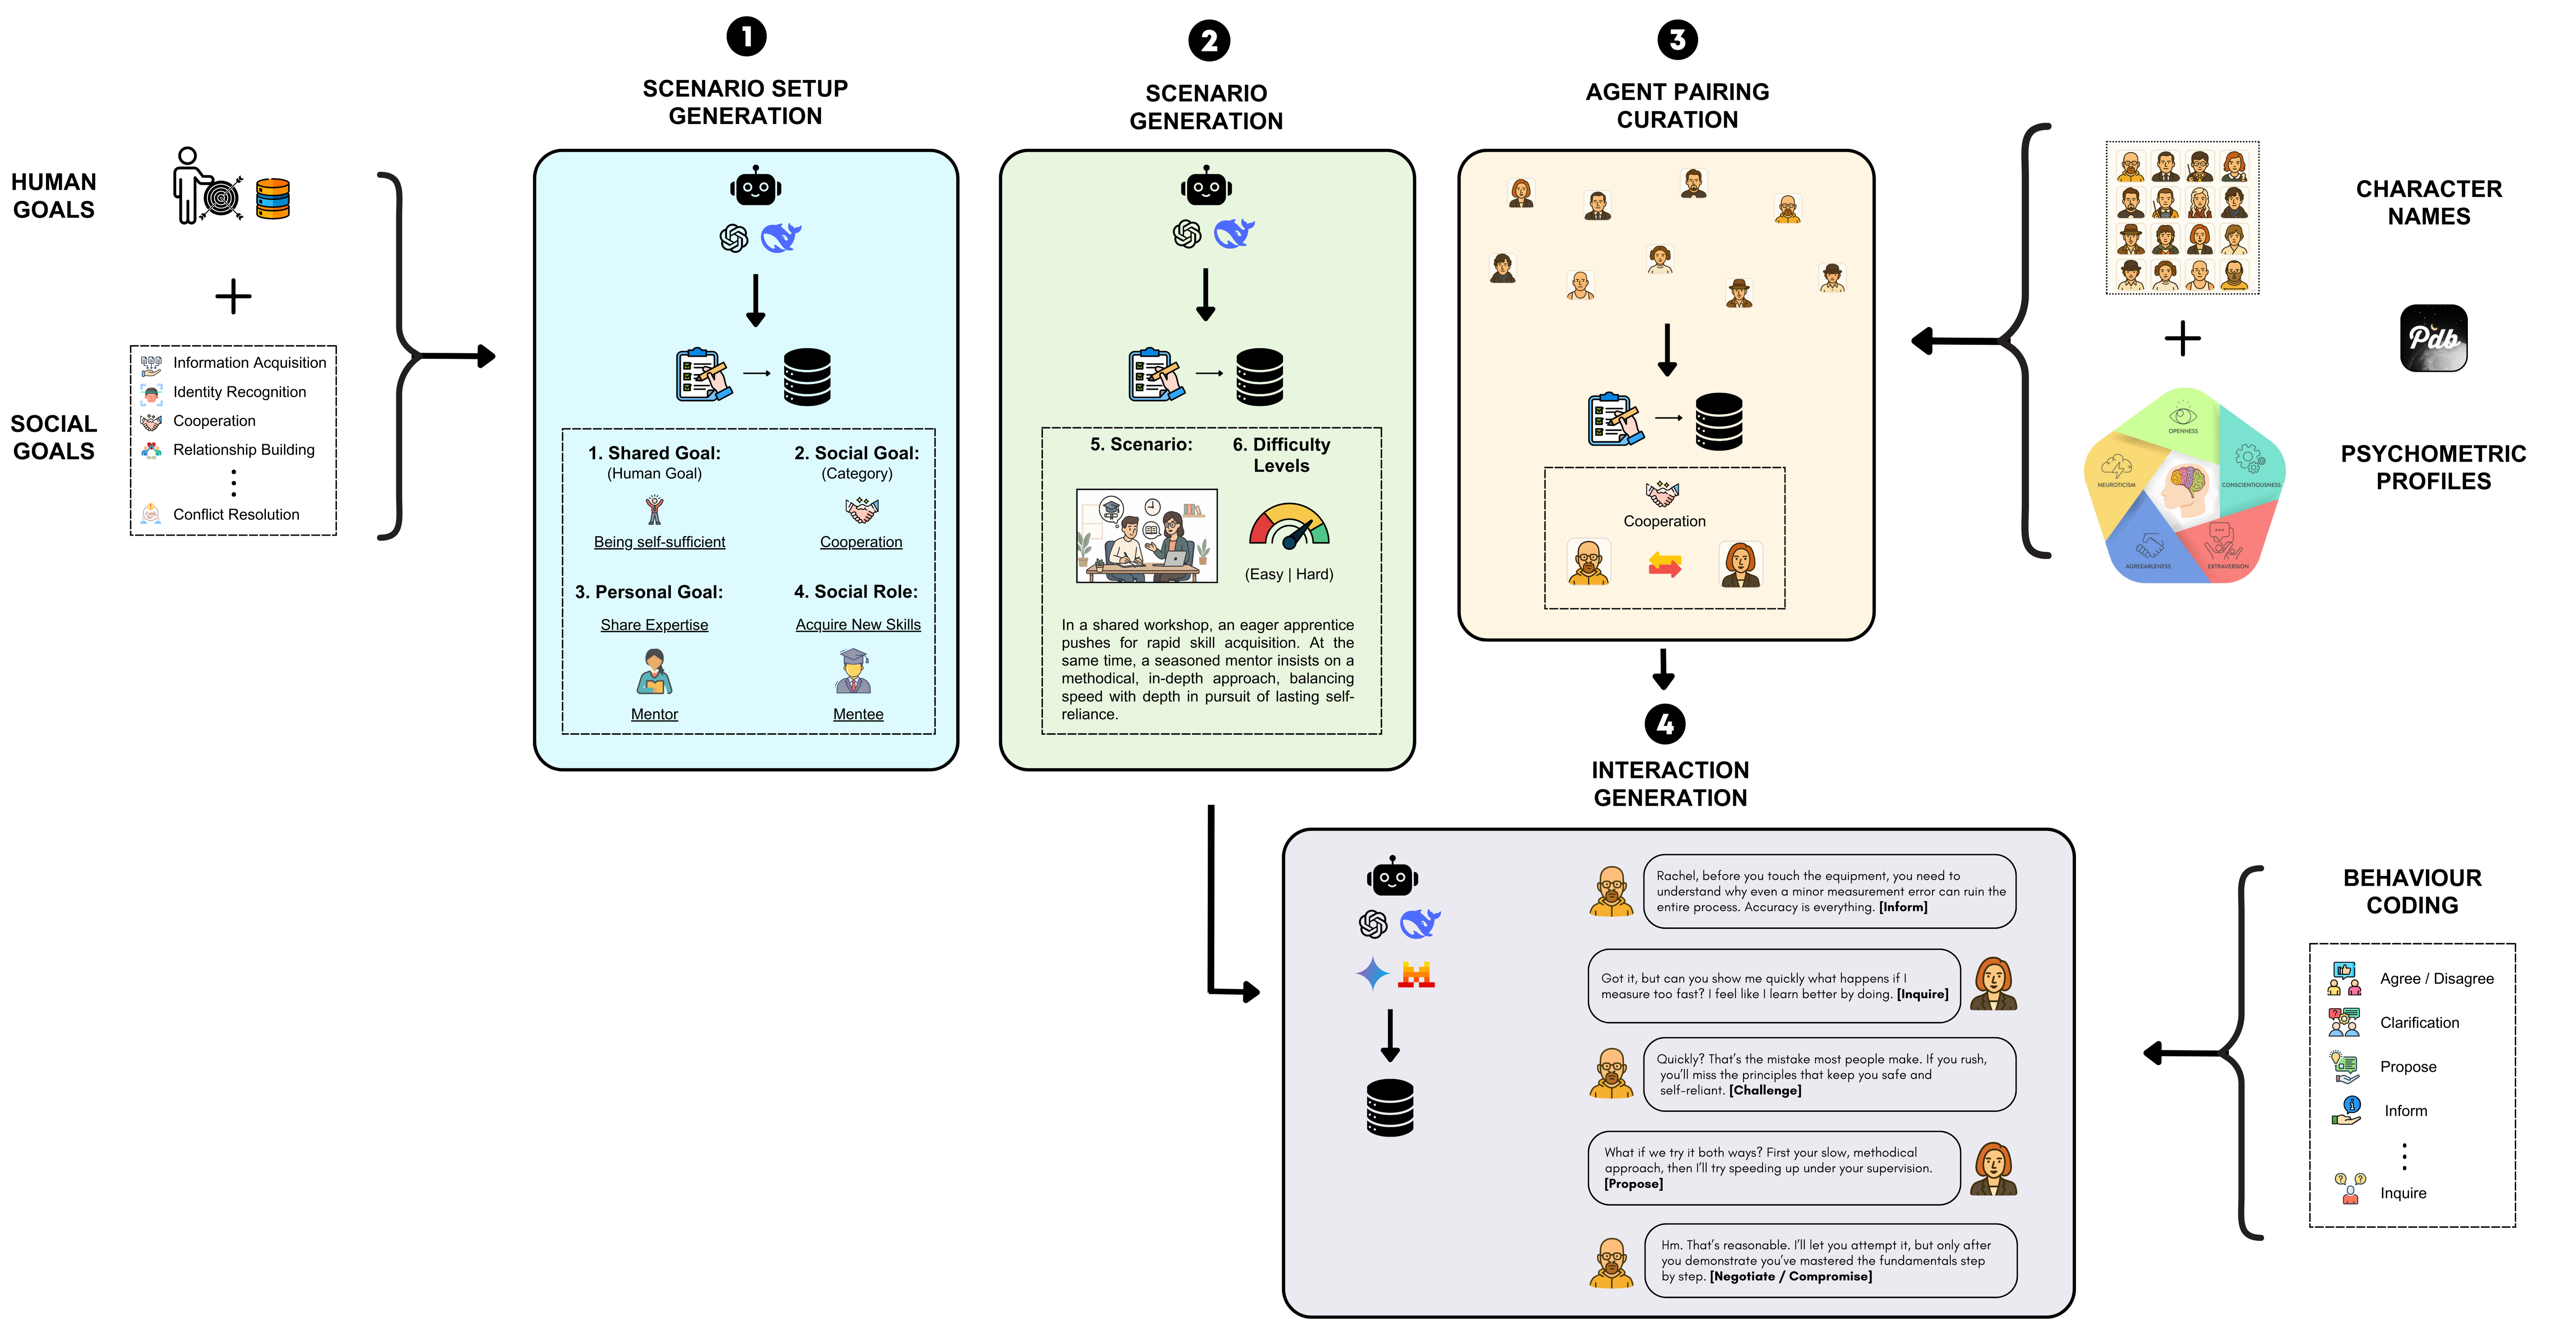 HUMAN
GOALS
SOCIAL
GOALS
Information Acquisition
Identity Recognition
Cooperation
Relationship Building
Conflict Resolution
1
SCENARIO SETUP
GENERATION
1. Shared Goal:
(Human Goal)
Being self-sufficient
2. Social Goal:
(Category)
Cooperation
3. Personal Goal:
Share Expertise
Mentor
4. Social Role:
Acquire New Skills
Mentee
2
SCENARIO
GENERATION
5. Scenario:
6. Difficulty
Levels
(Easy | Hard)
In a shared workshop, an eager apprentice
pushes for rapid skill acquisition. At the
same time, a seasoned mentor insists on a
methodical, in-depth approach, balancing
speed with depth in pursuit of lasting self-
reliance.
3
AGENT PAIRING
CURATION
Cooperation
CHARACTER
NAMES
Pdb
PSYCHOMETRIC
PROFILES
OPENNESS
CONSCIENTIOUSNESS
EXTRAVERSION
AGREEABLENESS
NEUROTICISM
4
INTERACTION
GENERATION
Rachel, before you touch the equipment, you need to
understand why even a minor measurement error can ruin the
entire process. Accuracy is everything. [Inform]
Got it, but can you show me quickly what happens if I
measure too fast? I feel like I learn better by doing. [Inquire]
Quickly? That's the mistake most people make. If you rush,
you'll miss the principles that keep you safe and
self-reliant. [Challenge]
What if we try it both ways? First your slow, methodical
approach, then I'll try speeding up under your supervision.
[Propose]
Hm. That's reasonable. I'll let you attempt it, but only after
you demonstrate you've mastered the fundamentals step
by step. [Negotiate / Compromise]
BEHAVIOUR
CODING
Agree / Disagree
Clarification
Propose
Inform
Inquire